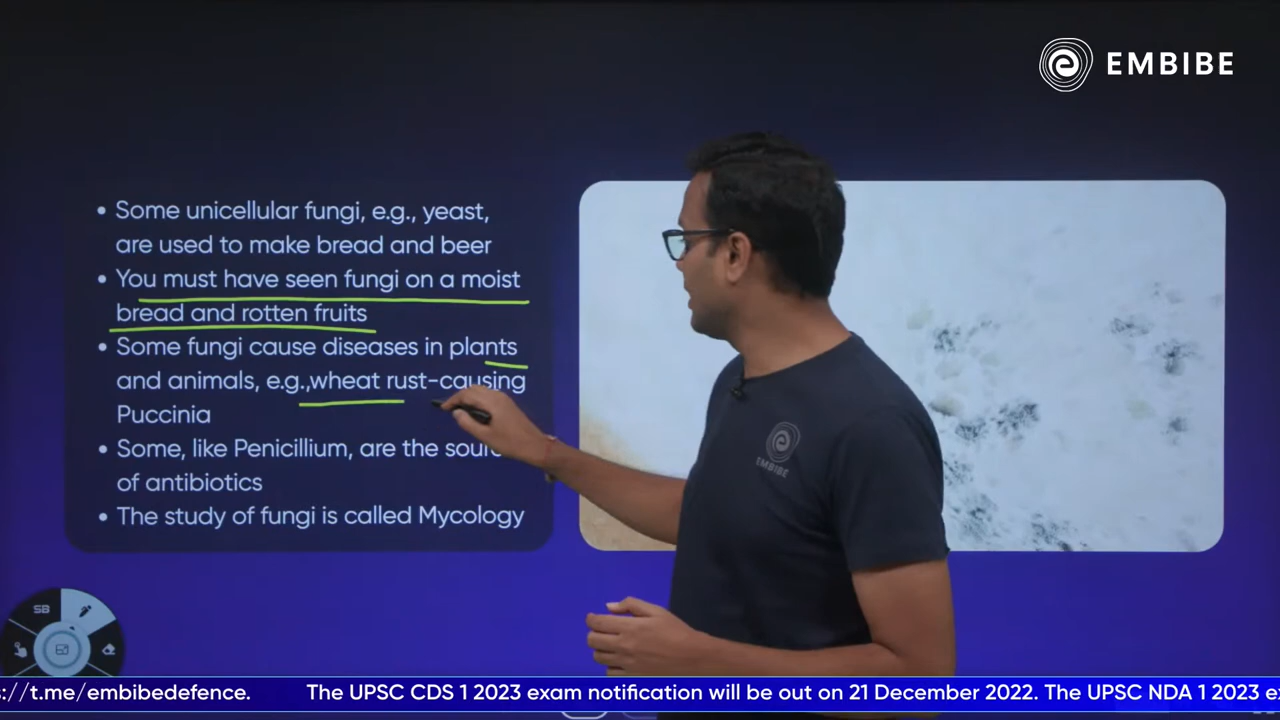 EMBIBE
• Some unicellular fungi, e.g., yeast,
are used to make bread and beer
• You must have seen fungi on a moist
bread and rotten fruits
• Some fungi cause diseases in plants
and animals, e.g.,wheat rust-causing
Puccinia
• Some, like Penicillium, are the sour
of antibiotics
• The study of fungi is called Mycology
EMBIBE
SB
s://t.me/embibedefence. The UPSC CDS 1 2023 exam notification will be out on 21 December 2022. The UPSC NDA 1 2023 e